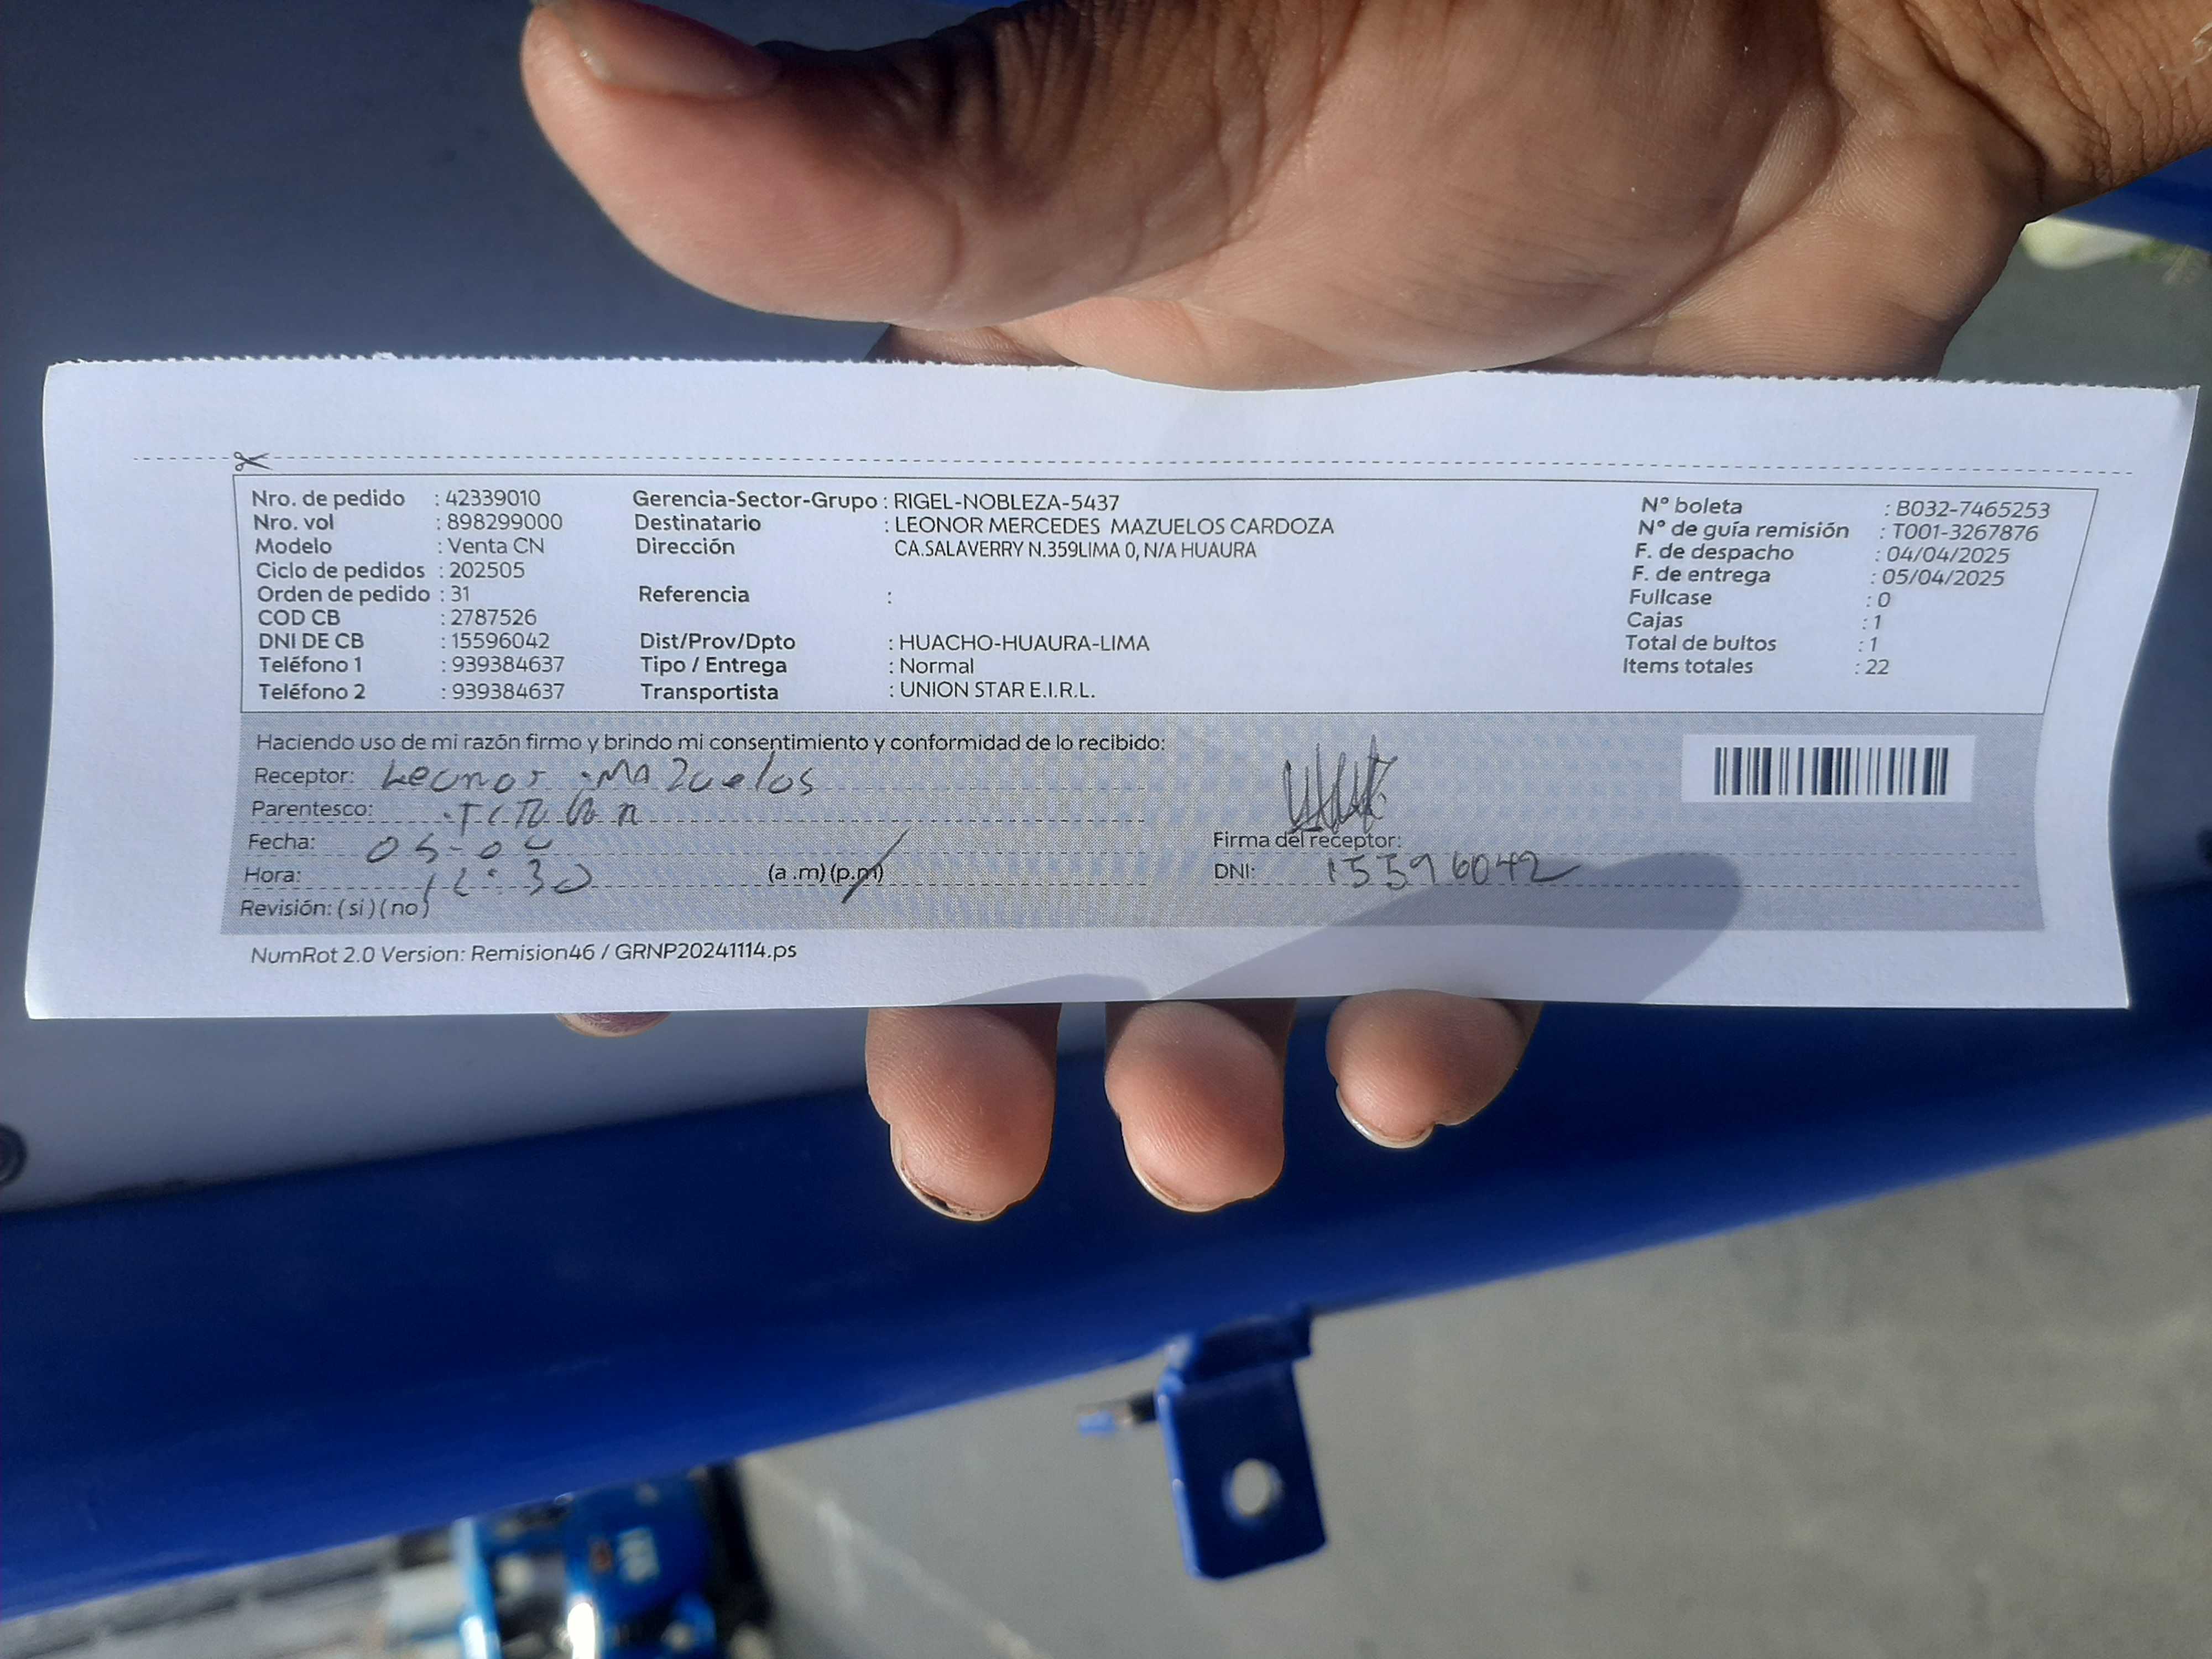 Nro. de pedido : 42339010
Nro. vol : 898299000
Modelo : Venta CN
Ciclo de pedidos : 202505
Orden de pedido : 31
COD CB : 2787526
DNI DE CB : 15596042
Teléfono 1 : 939384637
Teléfono 2 : 939384637
Gerencia-Sector-Grupo : RIGEL-NOBLEZA-5437
Destinatario : LEONOR MERCEDES MAZUELOS CARDOZA
Dirección CA.SALAVERRY N.359LIMA 0, N/A HUAURA
Referencia :
Dist/Prov/Dpto : HUACHO-HUAURA-LIMA
Tipo / Entrega : Normal
Transportista : UNION STAR E.I.R.L.
N° boleta : B032-7465253
N° de guía remisión : T001-3267876
F. de despacho : 04/04/2025
F. de entrega : 05/04/2025
Fullcase : 0
Cajas : 1
Total de bultos : 1
Items totales : 22
Haciendo uso de mi razón firmo y brindo mi consentimiento y conformidad de lo recibido:
Receptor: Leonor Mazuelos
Parentesco:
Fecha: 05-04
Hora: 12:30 (a .m) (p.m)
Revisión: ( si ) ( no )
Firma del receptor:
DNI: 15596042
NumRot 2.0 Version: Remision46 / GRNP20241114.ps